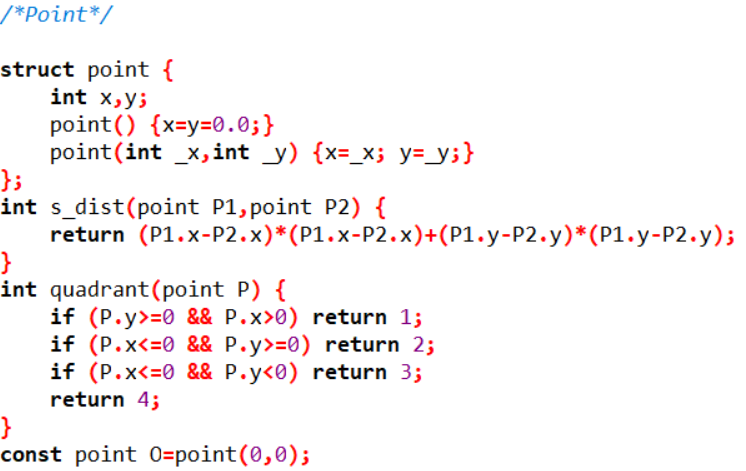 /*Point*/
struct point {
    int x,y;
    point() {x=y=0.0;}
    point(int _x,int _y) {x=_x; y=_y;}
};
int s_dist(point P1,point P2) {
    return (P1.x-P2.x)*(P1.x-P2.x)+(P1.y-P2.y)*(P1.y-P2.y);
}
int quadrant(point P) {
    if (P.y>=0 && P.x>0) return 1;
    if (P.x<=0 && P.y>=0) return 2;
    if (P.x<=0 && P.y<0) return 3;
    return 4;
}
const point O=point(0,0);